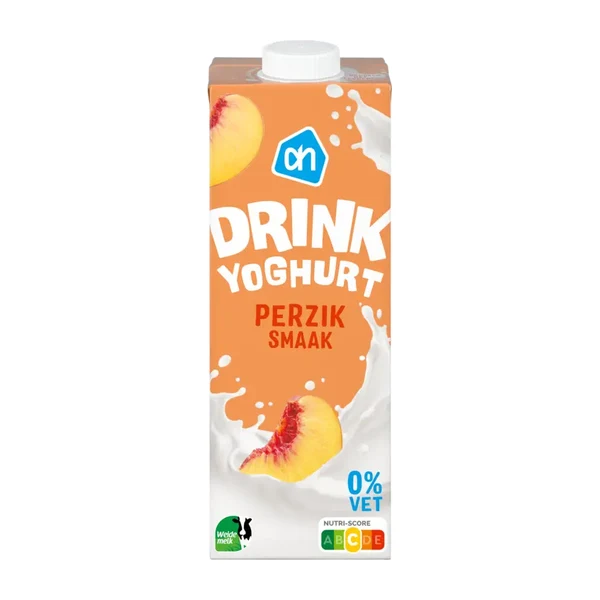 ah
DRINK
YOGHURT
PERZIK
SMAAK
0%
VET
Weide
melk
NUTRI-SCORE
A B C D E